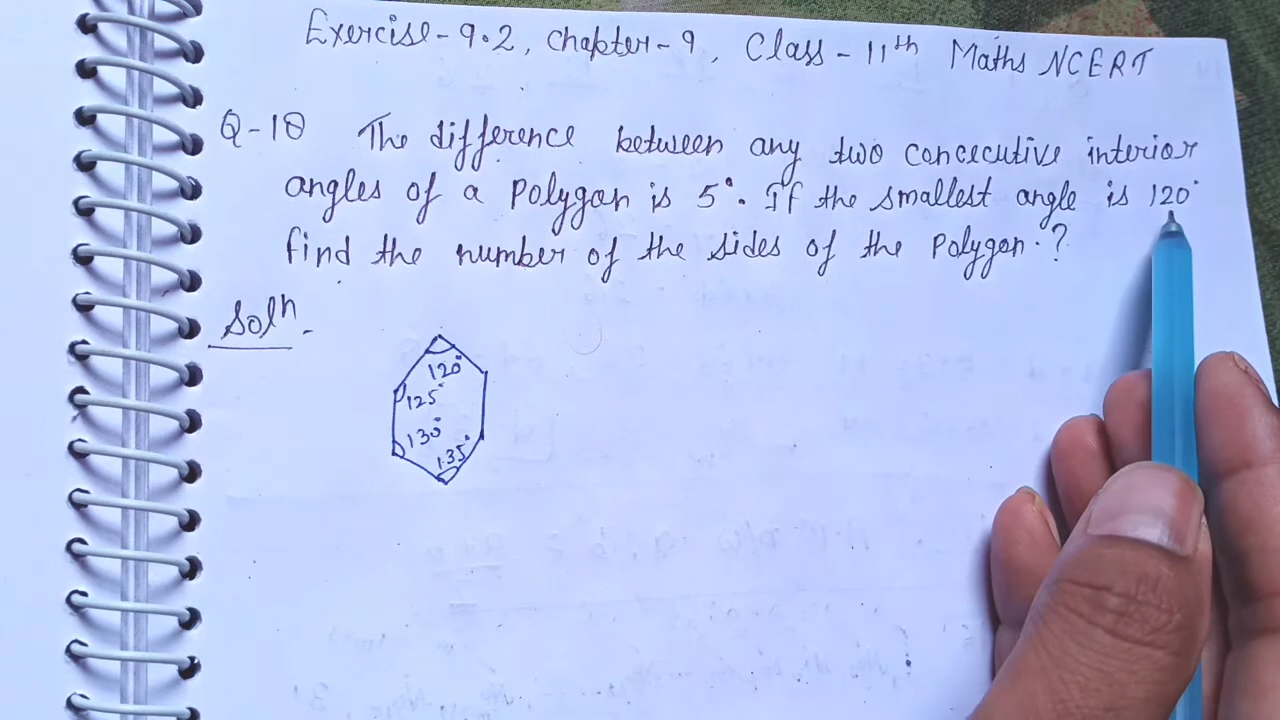 Exercise-9.2, Chapter-9, Class-11th Maths NCERT
Q-18 The difference between any two concecutive interior
angles of a polygon is 5°. If the smallest angle is 120°
find the number of the sides of the polygon.?
Solⁿ.
120°
125°
130°
135°